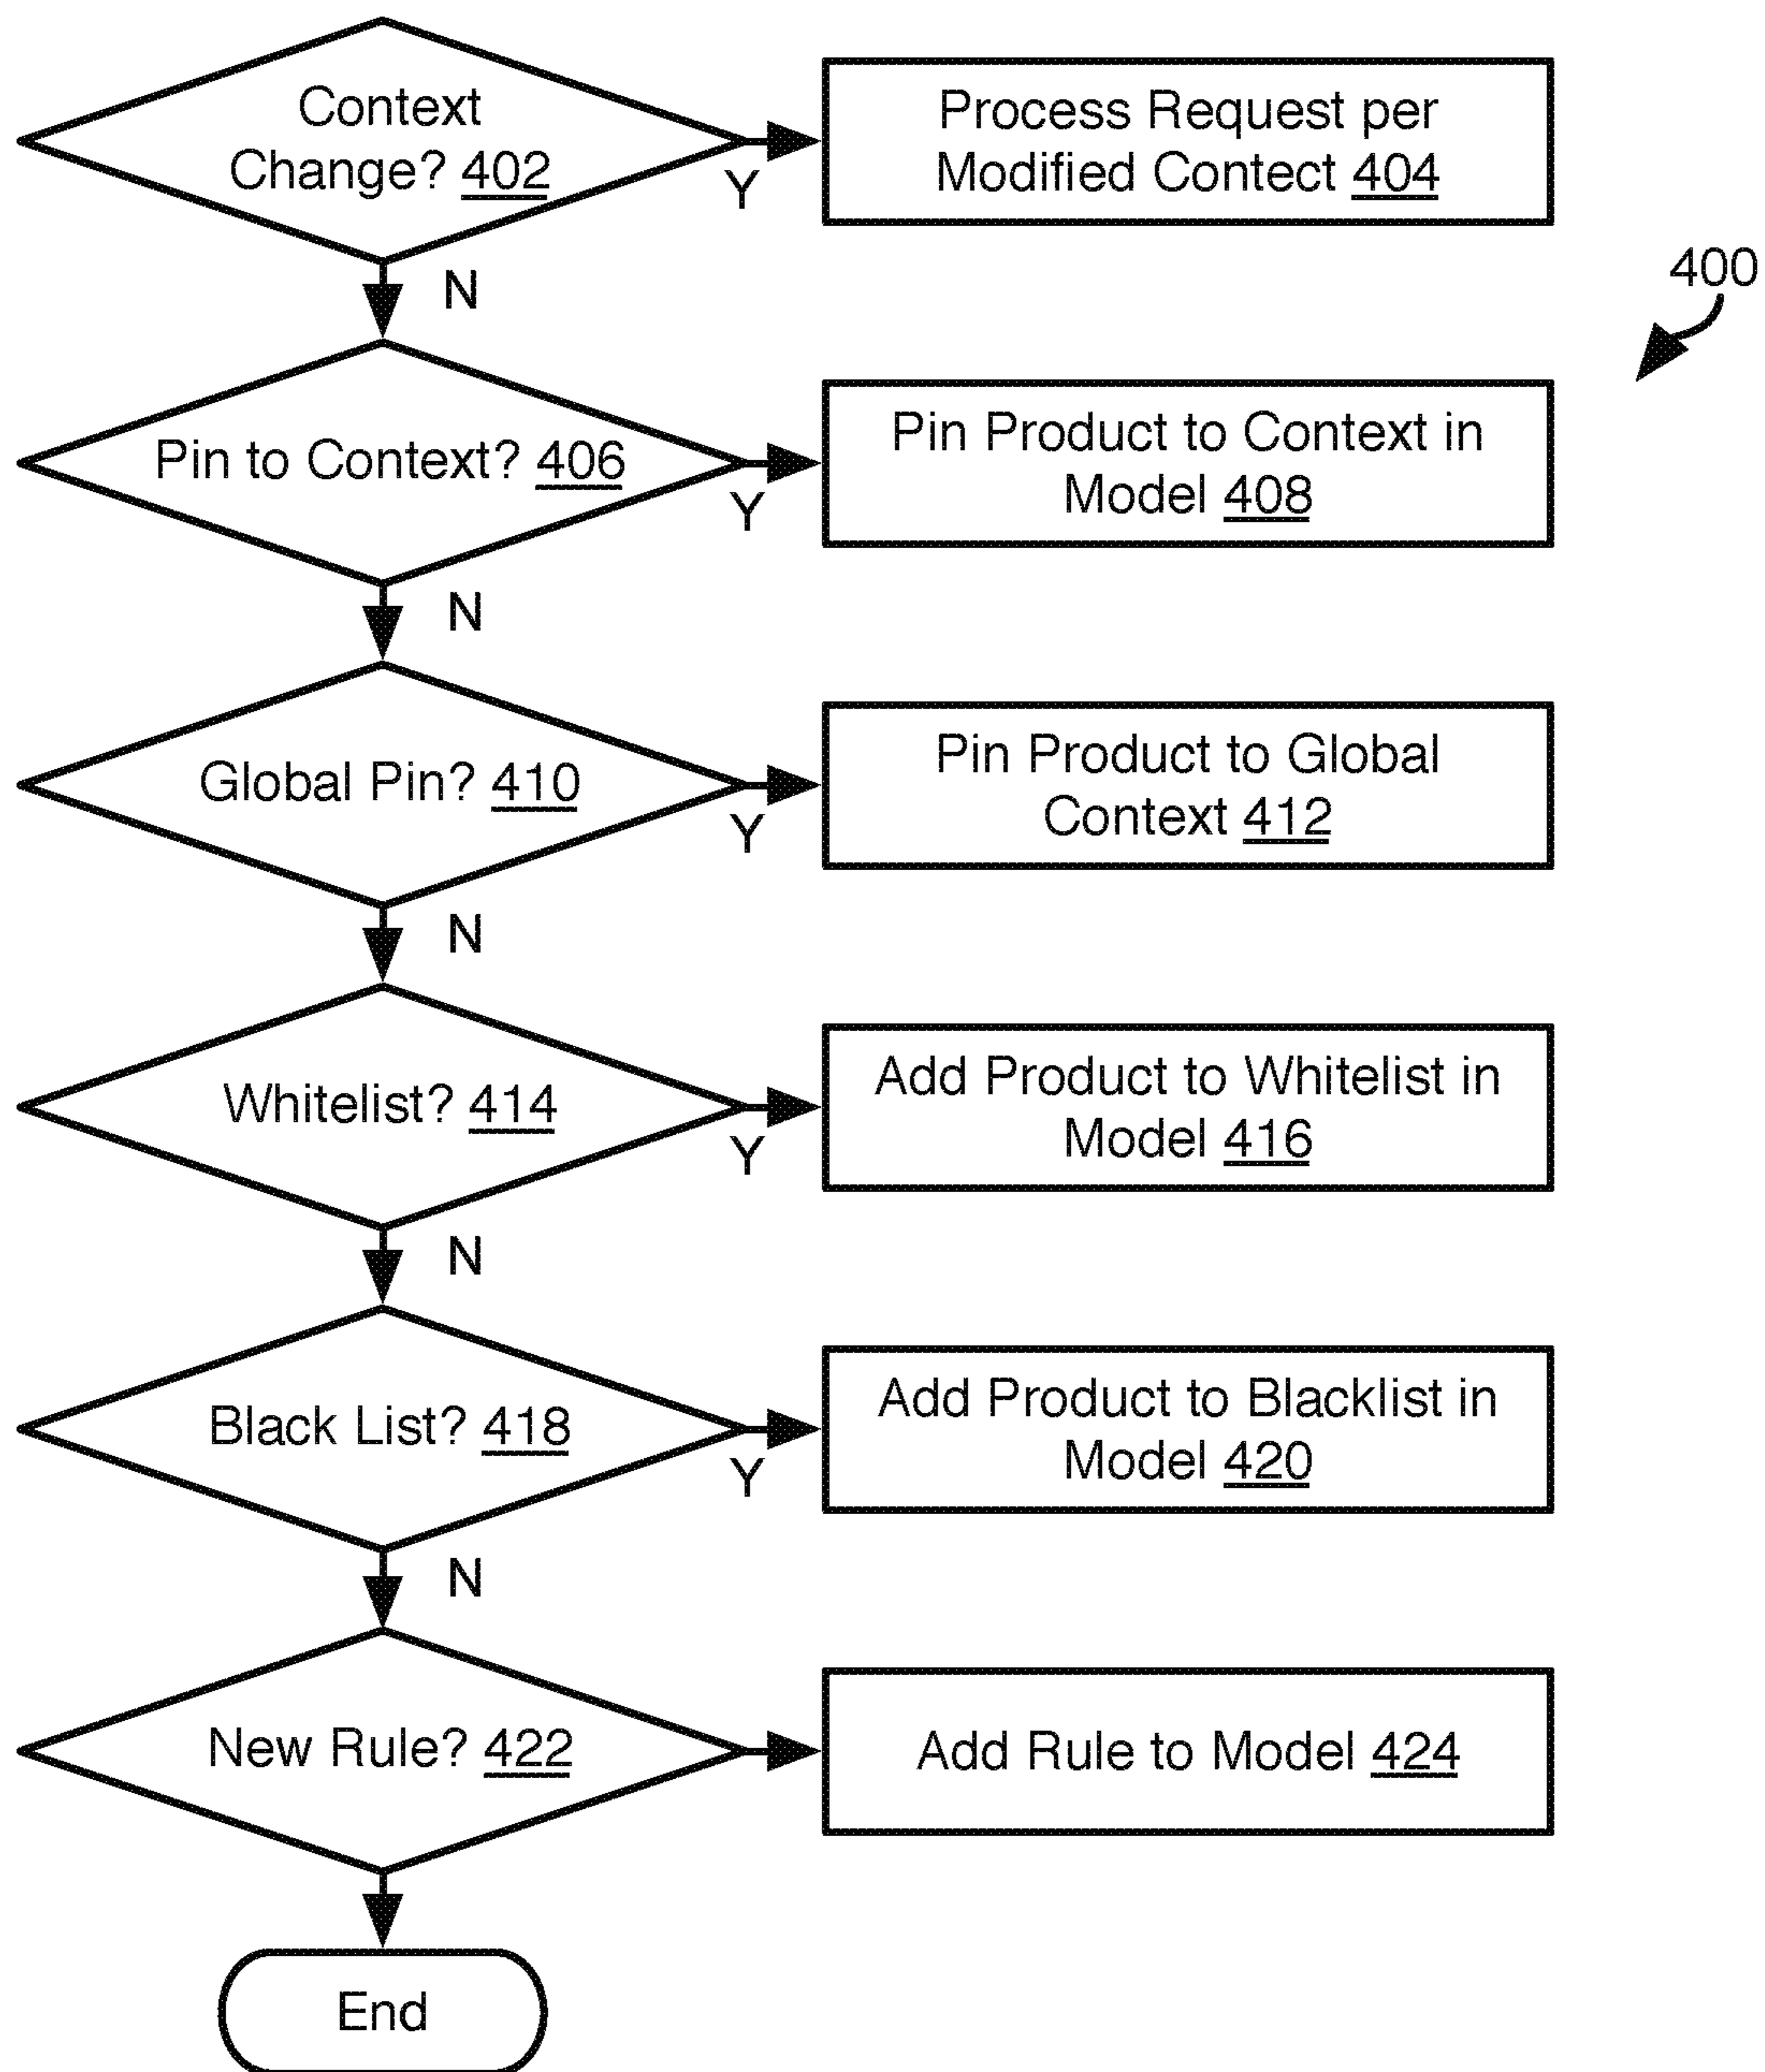 Context
Change? 402
Y
Process Request per
Modified Contect 404
400
N
Pin to Context? 406
Y
Pin Product to Context in
Model 408
N
Global Pin? 410
Y
Pin Product to Global
Context 412
N
Whitelist? 414
Y
Add Product to Whitelist in
Model 416
N
Black List? 418
Y
Add Product to Blacklist in
Model 420
N
New Rule? 422
Add Rule to Model 424
End